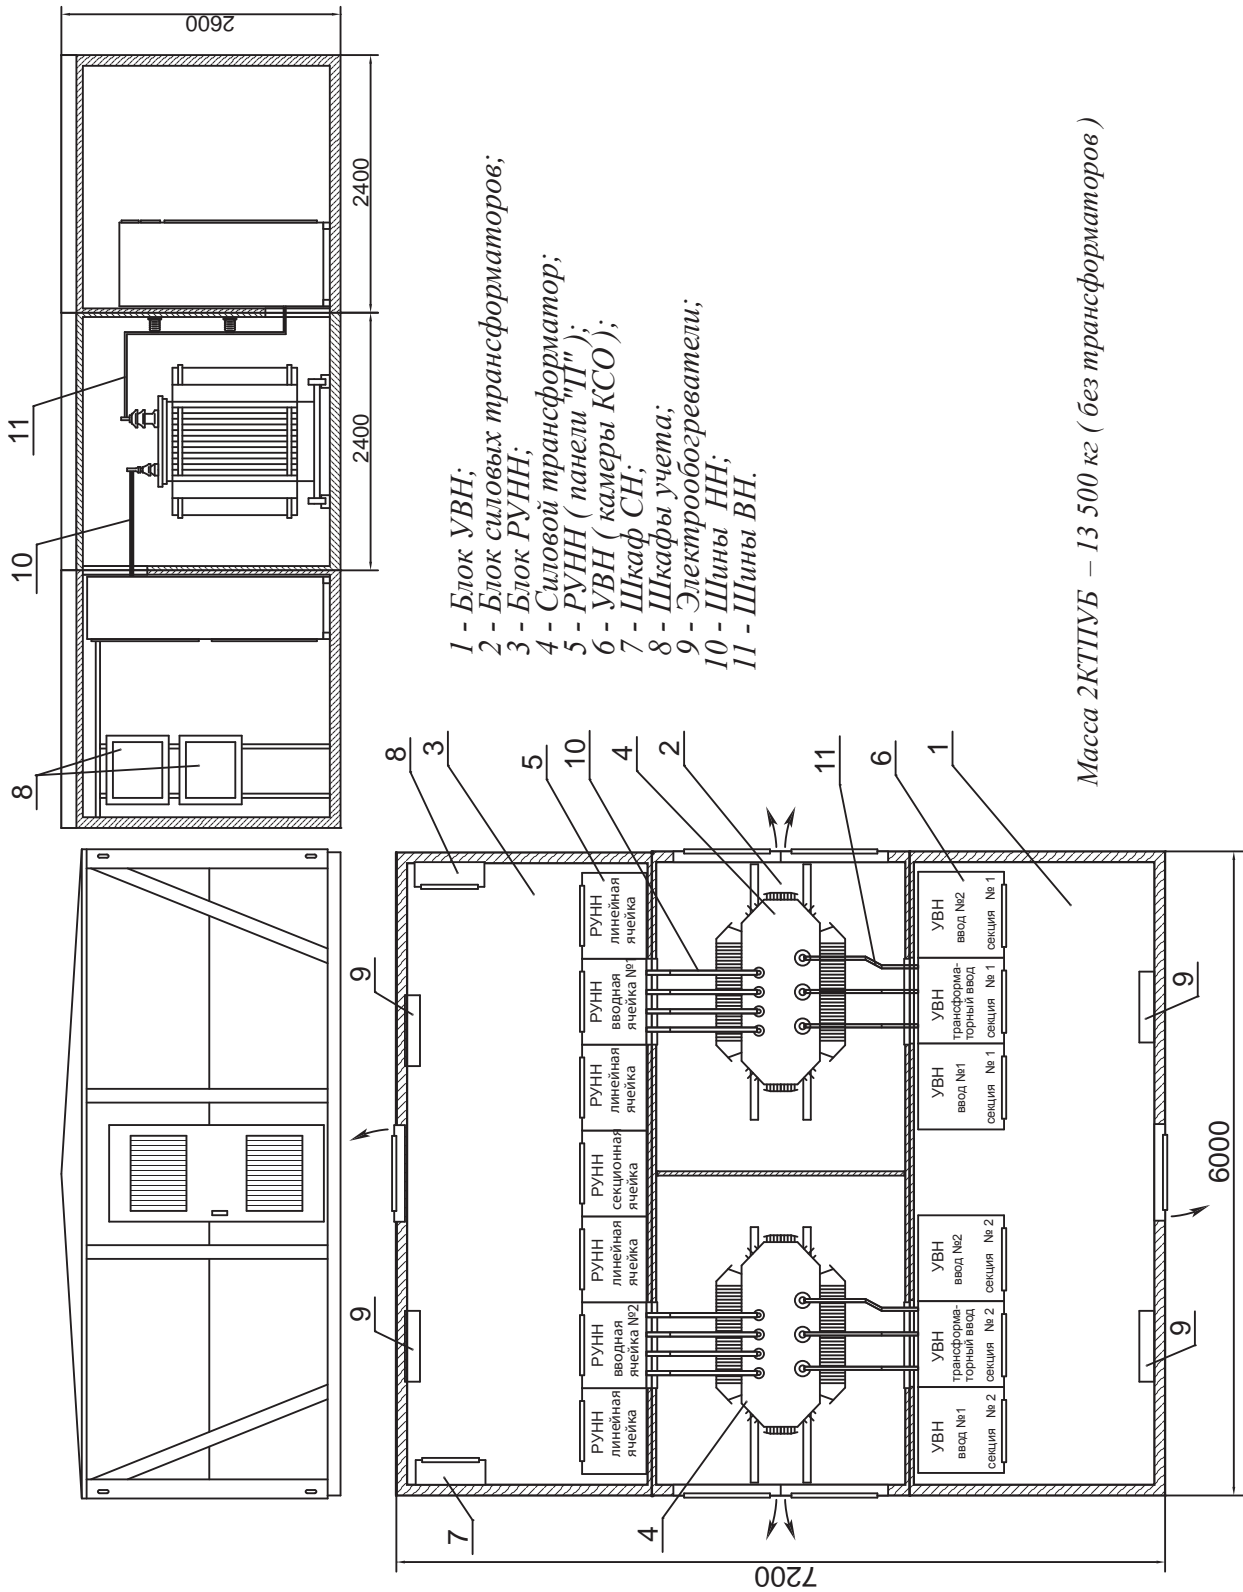 2600
2400
2400
11
10
8
1 - Блок УВН;
2 - Блок силовых трансформаторов;
3 - Блок РУНН;
4 - Силовой трансформатор;
5 - РУНН ( панели "П" );
6 - УВН ( камеры КСО );
7 - Шкаф СН;
8 - Шкафы учета;
9 - Электробогреватели;
10 - Шины НН;
11 - Шины ВН.
Масса 2КТПУБ – 13 500 кг ( без трансформаторов )
7
9
9
8
3
5
10
4
2
11
6
1
4
9
9
РУНН
линейная
ячейка
РУНН
вводная
ячейка №2
РУНН
линейная
ячейка
РУНН
секционная
ячейка
РУНН
линейная
ячейка
РУНН
вводная
ячейка №1
РУНН
линейная
ячейка
УВН
ввод №1
секция № 2
УВН
трансформа-
торный ввод
секция № 2
УВН
ввод №2
секция № 2
УВН
ввод №1
секция № 1
УВН
трансформа-
торный ввод
секция № 1
УВН
ввод №2
секция № 1
7200
6000